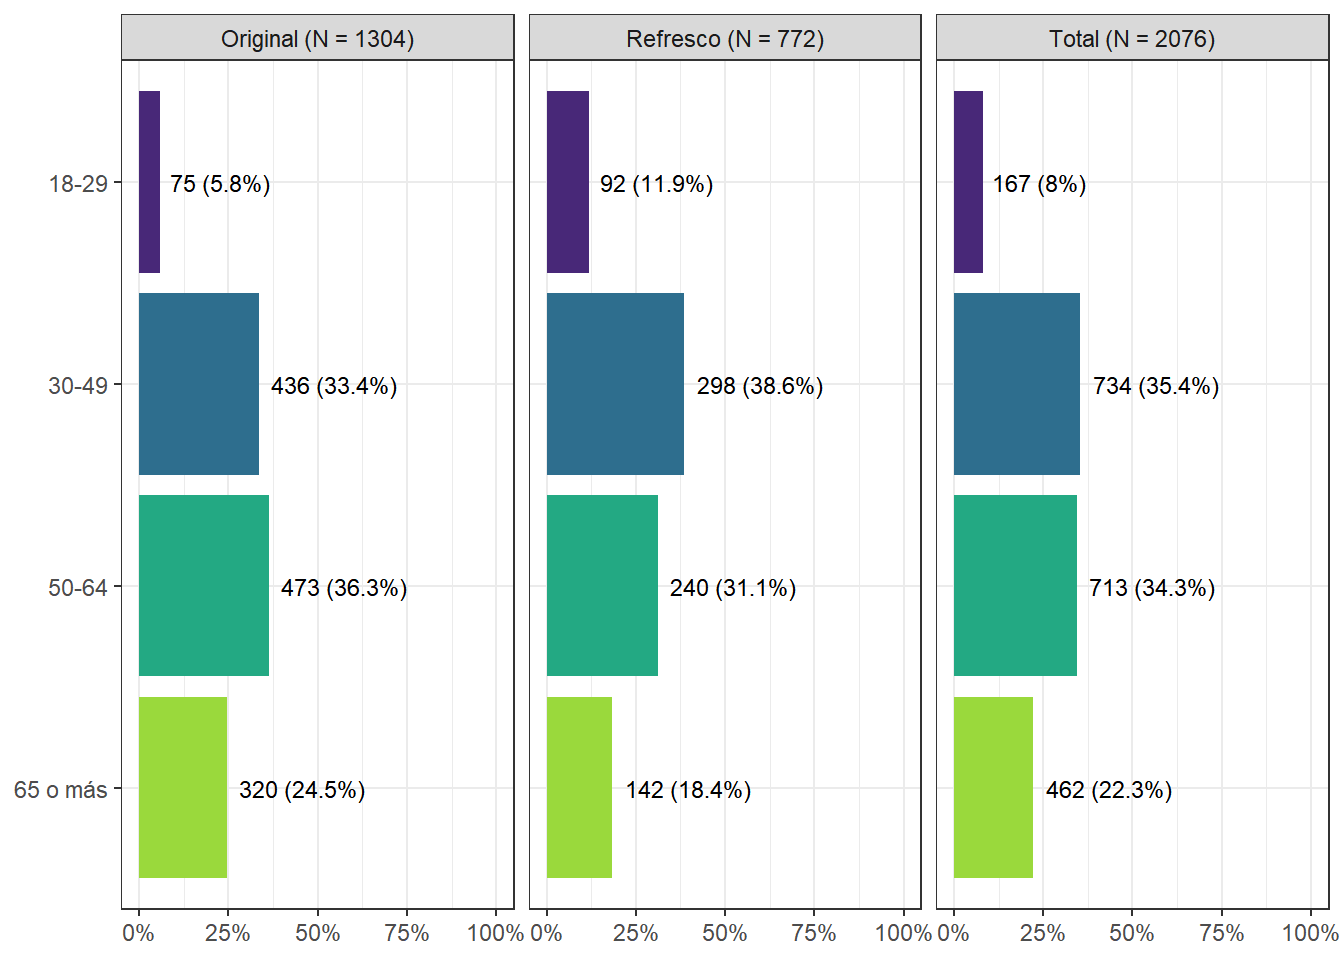 Original (N = 1304) Refresco (N = 772) Total (N = 2076)
18-29 75 (5.8%) 92 (11.9%) 167 (8%)
30-49 436 (33.4%) 298 (38.6%) 734 (35.4%)
50-64 473 (36.3%) 240 (31.1%) 713 (34.3%)
65 o más 320 (24.5%) 142 (18.4%) 462 (22.3%)
0% 25% 50% 75% 100% 0% 25% 50% 75% 100% 0% 25% 50% 75% 100%